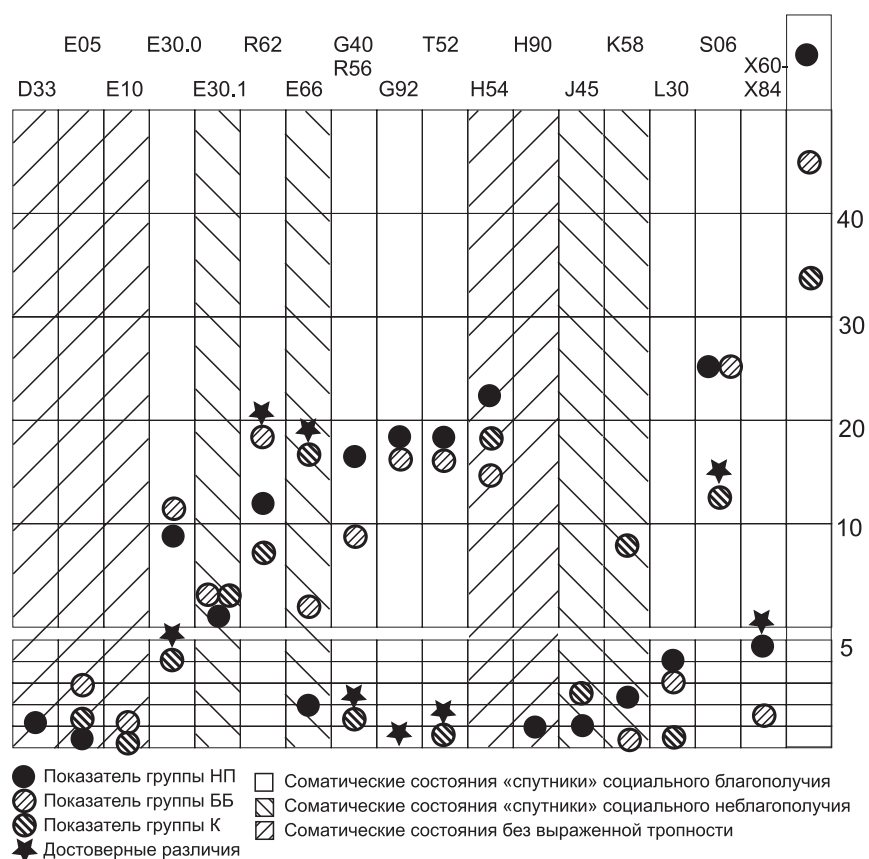 E05 E30.0 R62 G40 T52 H90 K58 S06
R56 X60-
D33 E10 E30.1 E66 G92 H54 J45 L30 X84
40
30
20
10
5
Показатель группы НП
Показатель группы ББ
Показатель группы К
Достоверные различия
Соматические состояния «спутники» социального благополучия
Соматические состояния «спутники» социального неблагополучия
Соматические состояния без выраженной тропности